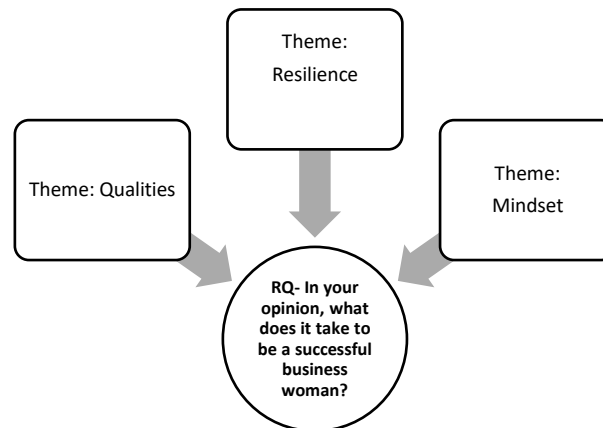 Theme:
Resilience
Theme: Qualities
Theme:
Mindset
RQ- In your
opinion, what
does it take to
be a successful
business
woman?